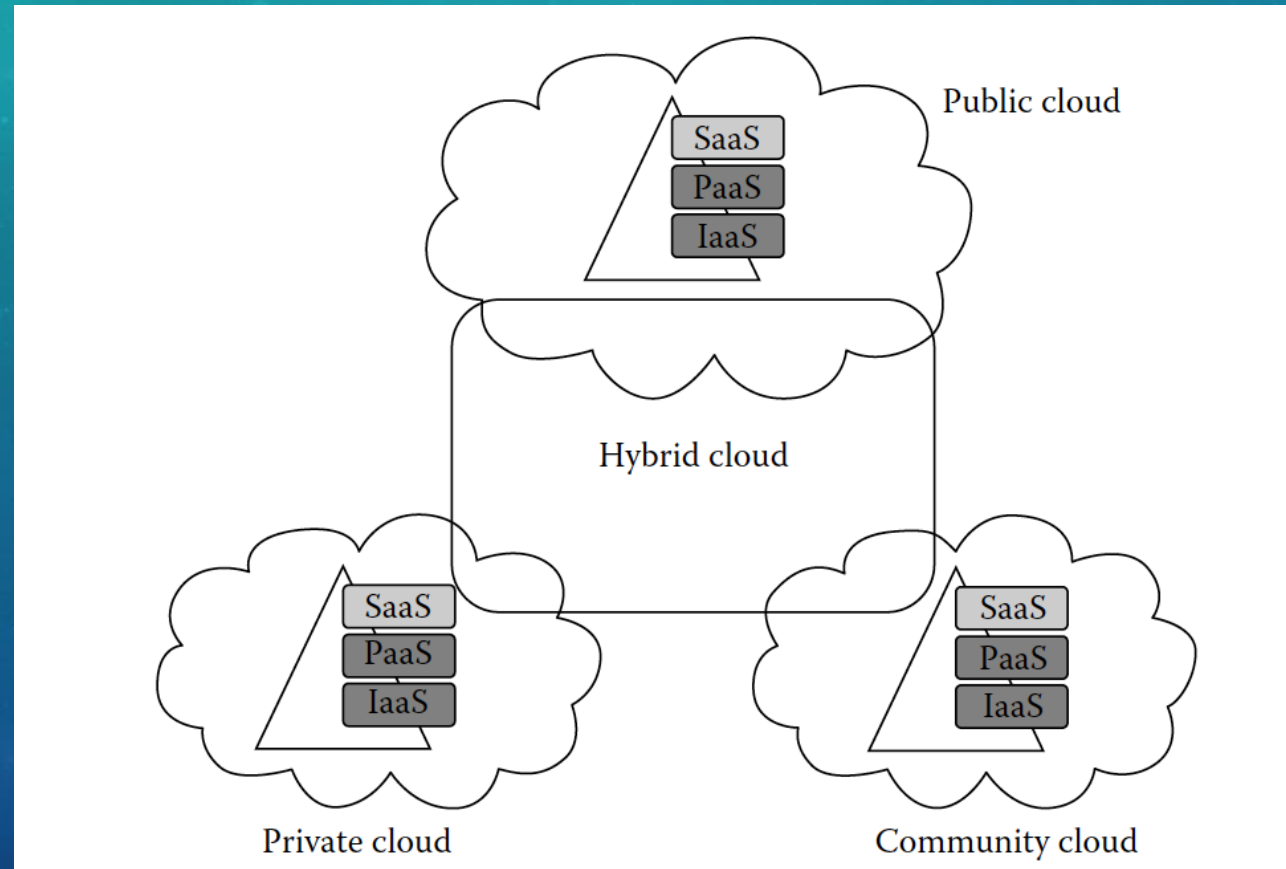 Public cloud
SaaS
PaaS
IaaS
Hybrid cloud
SaaS
PaaS
IaaS
Private cloud
SaaS
PaaS
IaaS
Community cloud